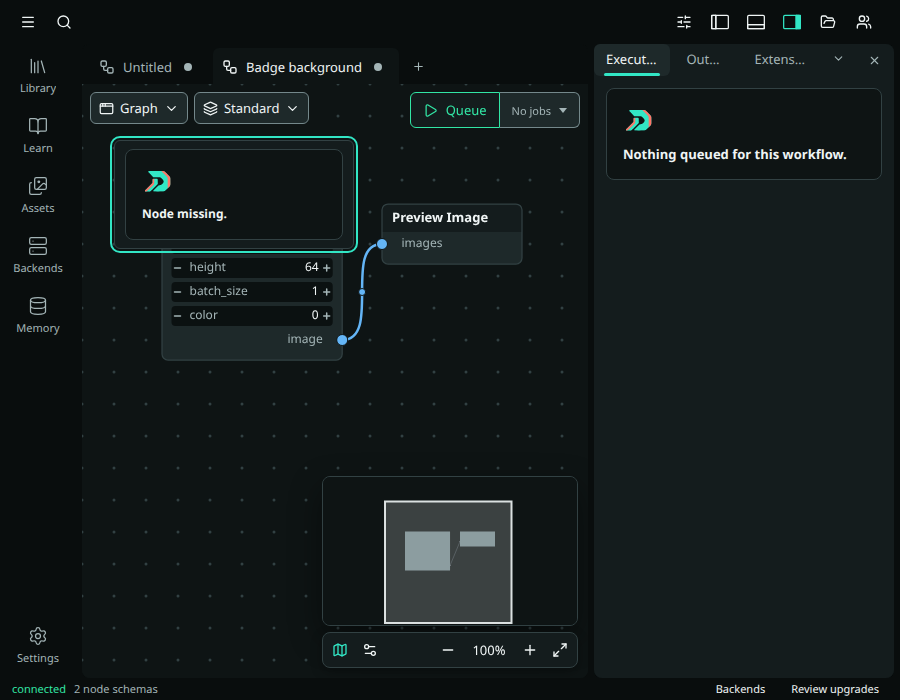 Untitled
Badge background
Execut...
Out...
Extens...
Library
Learn
Assets
Backends
Memory
Settings
Graph
Standard
Queue
No jobs
Nothing queued for this workflow.
Node missing.
Preview Image
images
height 64
batch_size 1
color 0
image
100%
connected 2 node schemas
Backends
Review upgrades